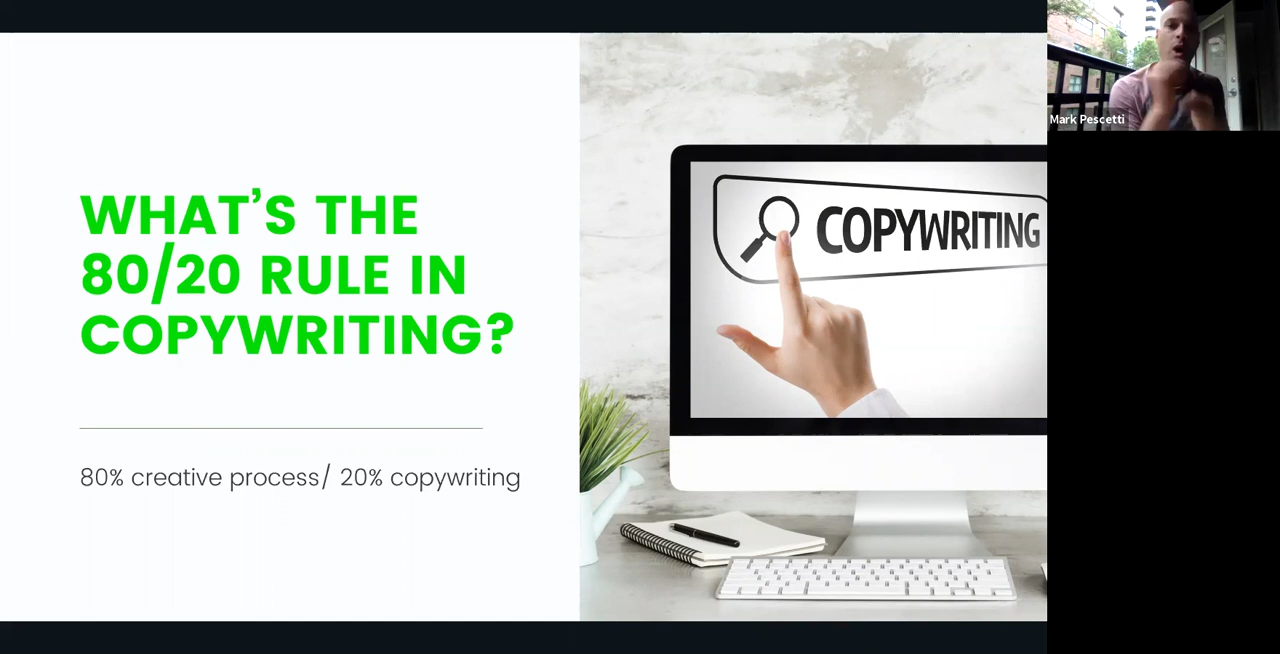 WHAT’S THE
80/20 RULE IN
COPYWRITING?
80% creative process/ 20% copywriting
COPYWRITING
Mark Pescetti